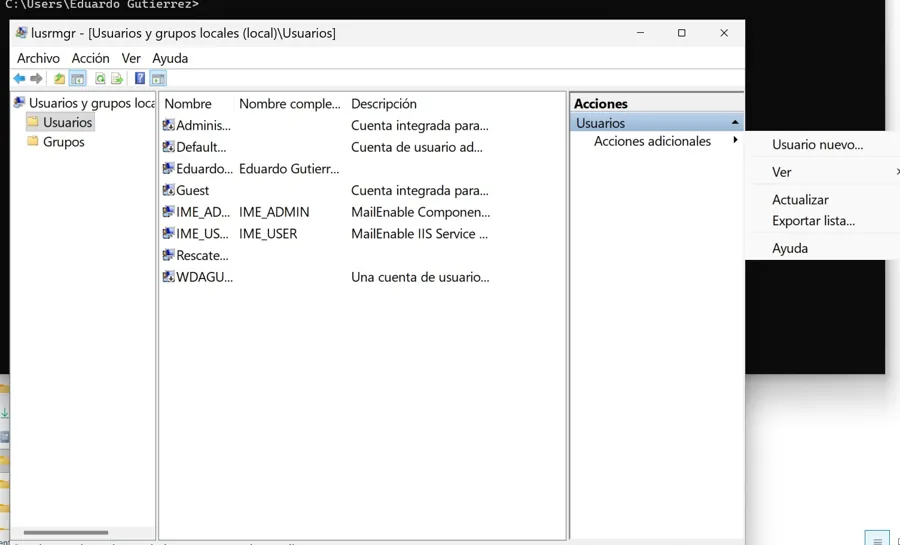 C:\Users\Eduardo Gutierrez>
lusrmgr - [Usuarios y grupos locales (local)\Usuarios]
Archivo Acción Ver Ayuda
Usuarios y grupos loca
Usuarios
Grupos
Nombre Nombre comple... Descripción
Adminis... Cuenta integrada para...
Default... Cuenta de usuario ad...
Eduardo... Eduardo Gutierr...
Guest Cuenta integrada para...
IME_AD... IME_ADMIN MailEnable Componen...
IME_US... IME_USER MailEnable IIS Service ...
Rescate...
WDAGU... Una cuenta de usuario...
Acciones
Usuarios
Acciones adicionales
Usuario nuevo...
Ver
Actualizar
Exportar lista...
Ayuda